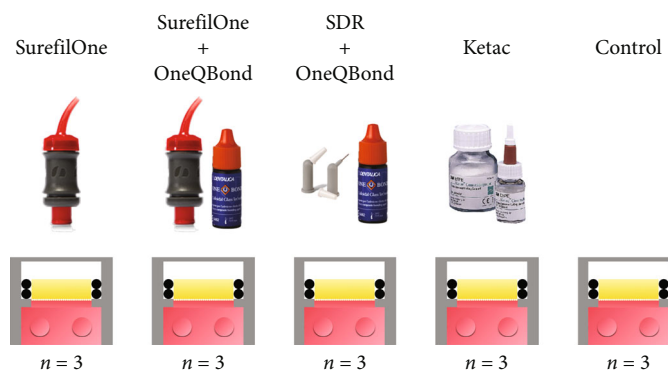 SurefilOne
SurefilOne
+
OneQBond
SDR
+
OneQBond
Ketac
Control
n = 3
n = 3
n = 3
n = 3
n = 3